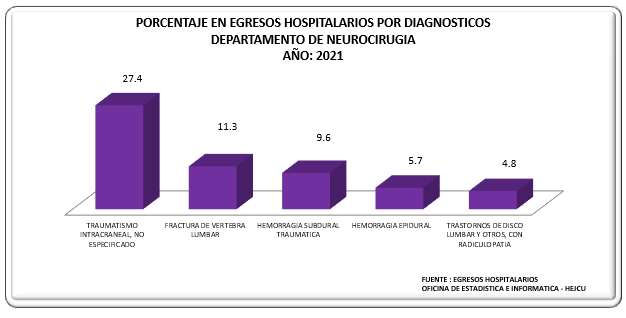 PORCENTAJE EN EGRESOS HOSPITALARIOS POR DIAGNOSTICOS
DEPARTAMENTO DE NEUROCIRUGIA
AÑO: 2021
27.4
11.3
9.6
5.7
4.8
TRAUMATISMO
INTRACRANEAL, NO
ESPECIFICADO
FRACTURA DE VERTEBRA
LUMBAR
HEMORRAGIA SUBDURAL
TRAUMATICA
HEMORRAGIA EPIDURAL
TRASTORNOS DE DISCO
LUMBAR Y OTROS, CON
RADICULOPATIA
FUENTE : EGRESOS HOSPITALARIOS
OFICINA DE ESTADISTICA E INFORMATICA - HEJCU